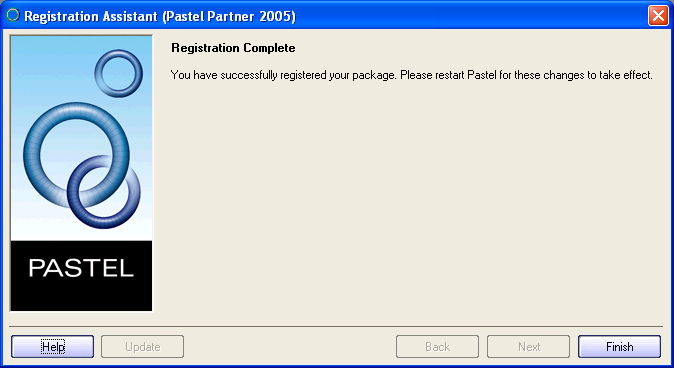 Registration Assistant (Pastel Partner 2005)
Registration Complete
You have successfully registered your package. Please restart Pastel for these changes to take effect.
PASTEL
Help
Update
Back
Next
Finish